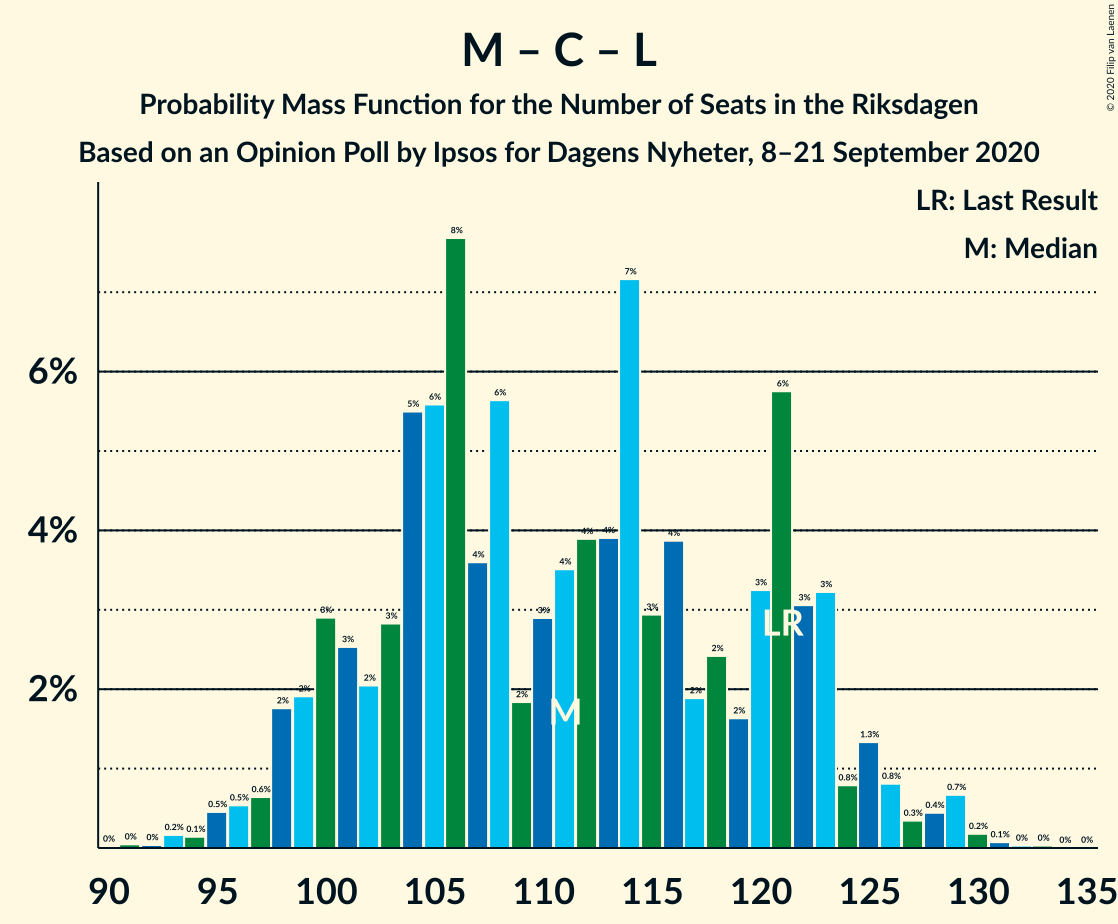 M – C – L
Probability Mass Function for the Number of Seats in the Riksdagen
Based on an Opinion Poll by Ipsos for Dagens Nyheter, 8–21 September 2020
© 2020 Filip van Laenen
LR: Last Result
M: Median
6%
4%
2%
0% 0% 0% 0.2% 0.1% 0.5% 0.5% 0.6% 2% 2% 3% 3% 2% 3% 5% 6% 8% 4% 6% 2% 3% 4% 4% 4% 7% 3% 4% 2% 2% 2% 3% 6% 3% 3% 0.8% 1.3% 0.8% 0.3% 0.4% 0.7% 0.2% 0.1% 0% 0% 0% 0%
M
LR
90 95 100 105 110 115 120 125 130 135